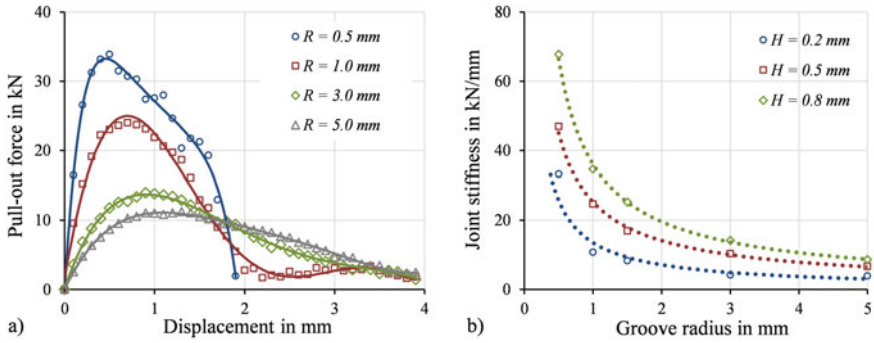 40
30
20
10
0
0
1
2
3
4
Pull-out force in kN
Displacement in mm
R = 0.5 mm
R = 1.0 mm
R = 3.0 mm
R = 5.0 mm
a)
80
60
40
20
0
0
1
2
3
4
5
Joint stiffness in kN/mm
Groove radius in mm
H = 0.2 mm
H = 0.5 mm
H = 0.8 mm
b)